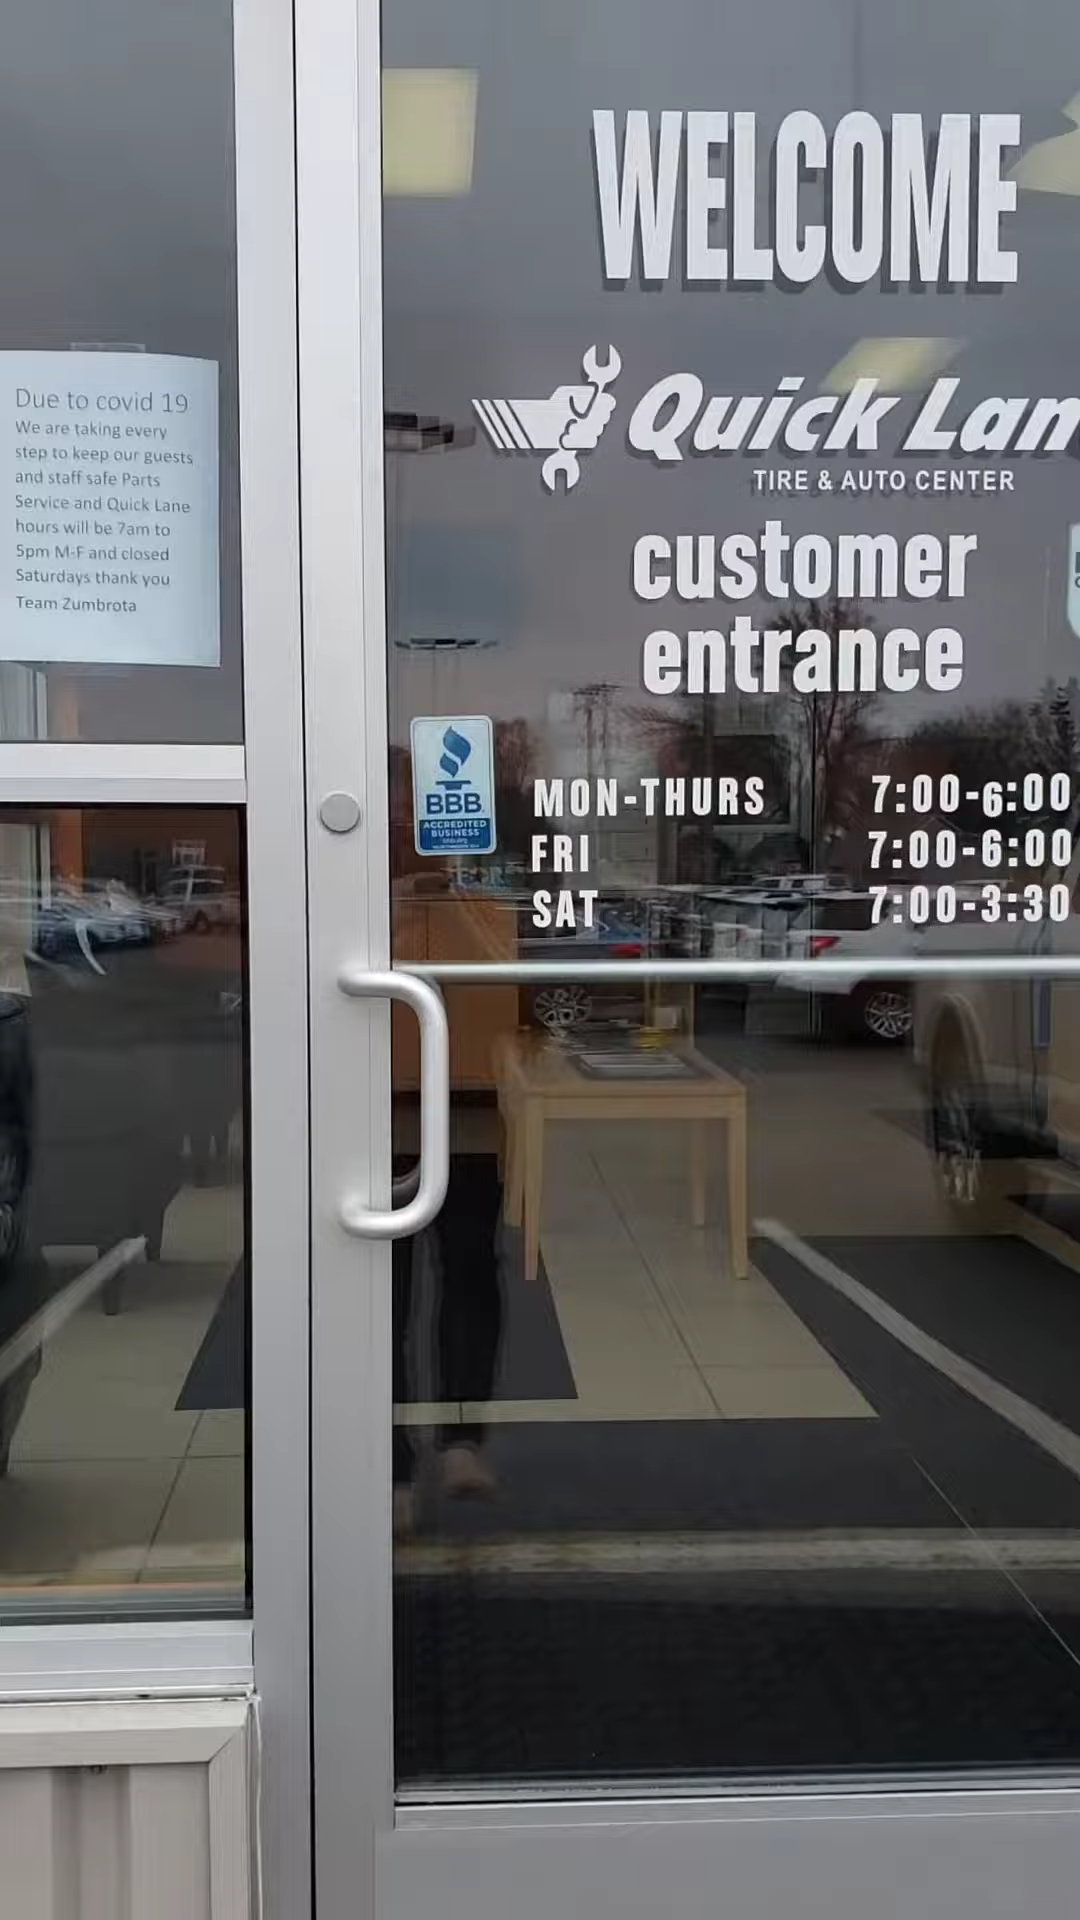 Due to covid 19
We are taking every
step to keep our guests
and staff safe Parts
Service and Quick Lane
hours will be 7am to
5pm M-F and closed
Saturdays thank you
Team Zumbrota
WELCOME
Quick Lan
TIRE & AUTO CENTER
customer
entrance
BBB
ACCREDITED
BUSINESS
MON-THURS 7:00-6:00
FRI 7:00-6:00
SAT 7:00-3:30